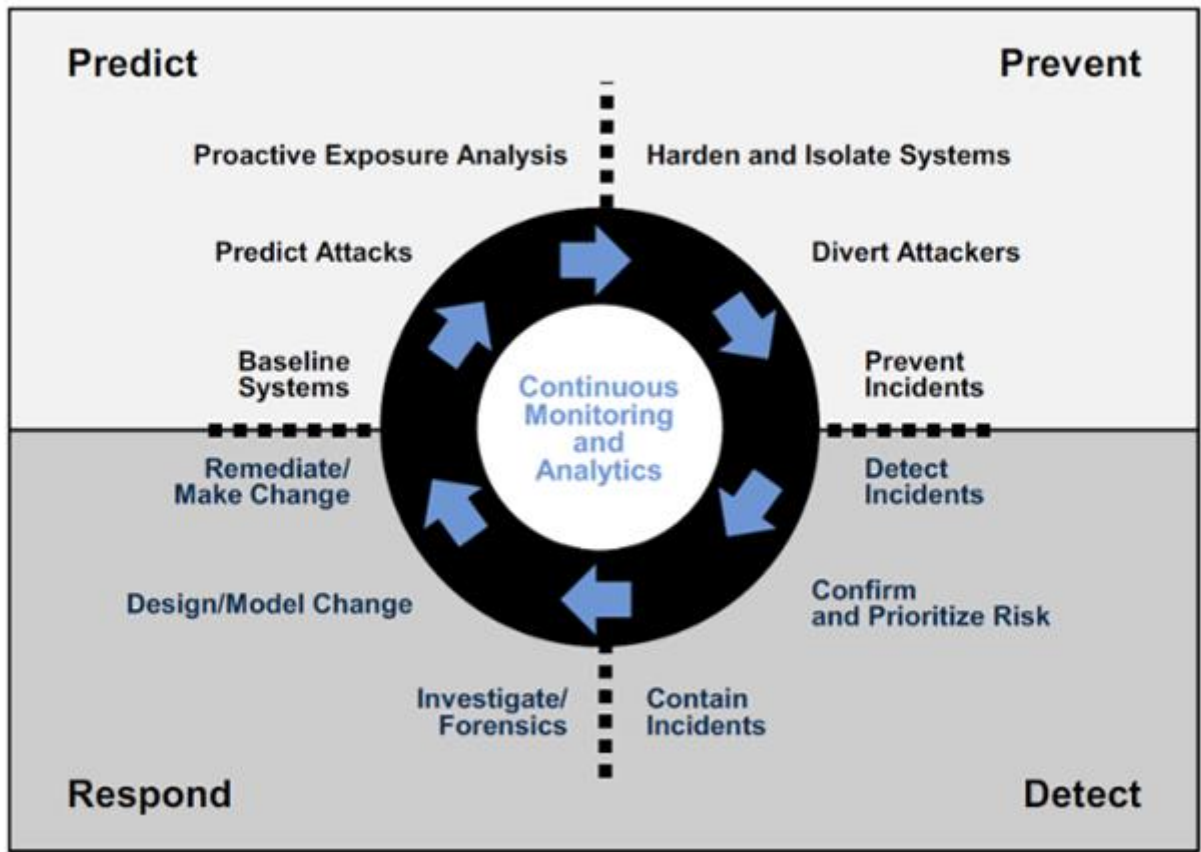 Predict
Prevent
Proactive Exposure Analysis
Harden and Isolate Systems
Predict Attacks
Divert Attackers
Baseline
Systems
Prevent
Incidents
Continuous
Monitoring
and
Analytics
Remediate/
Make Change
Detect
Incidents
Design/Model Change
Confirm
and Prioritize Risk
Investigate/
Forensics
Contain
Incidents
Respond
Detect